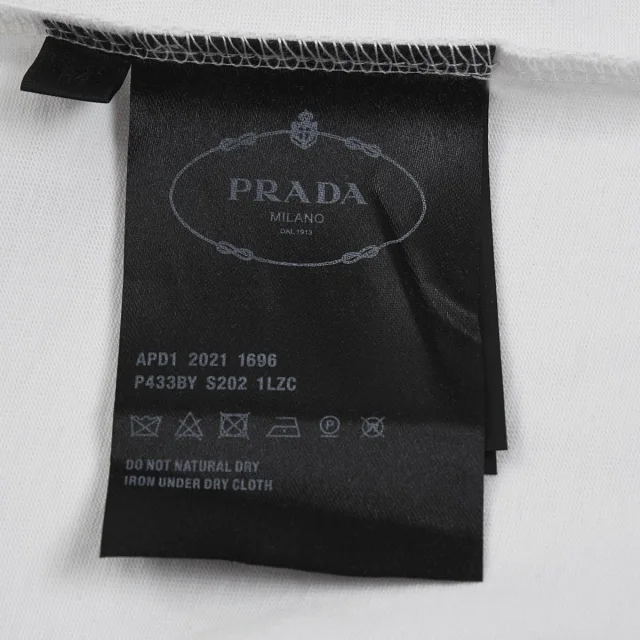 PRADA
MILANO
DAL 1913
APD1 2021 1696
P433BY S202 1LZC
DO NOT NATURAL DRY
IRON UNDER DRY CLOTH